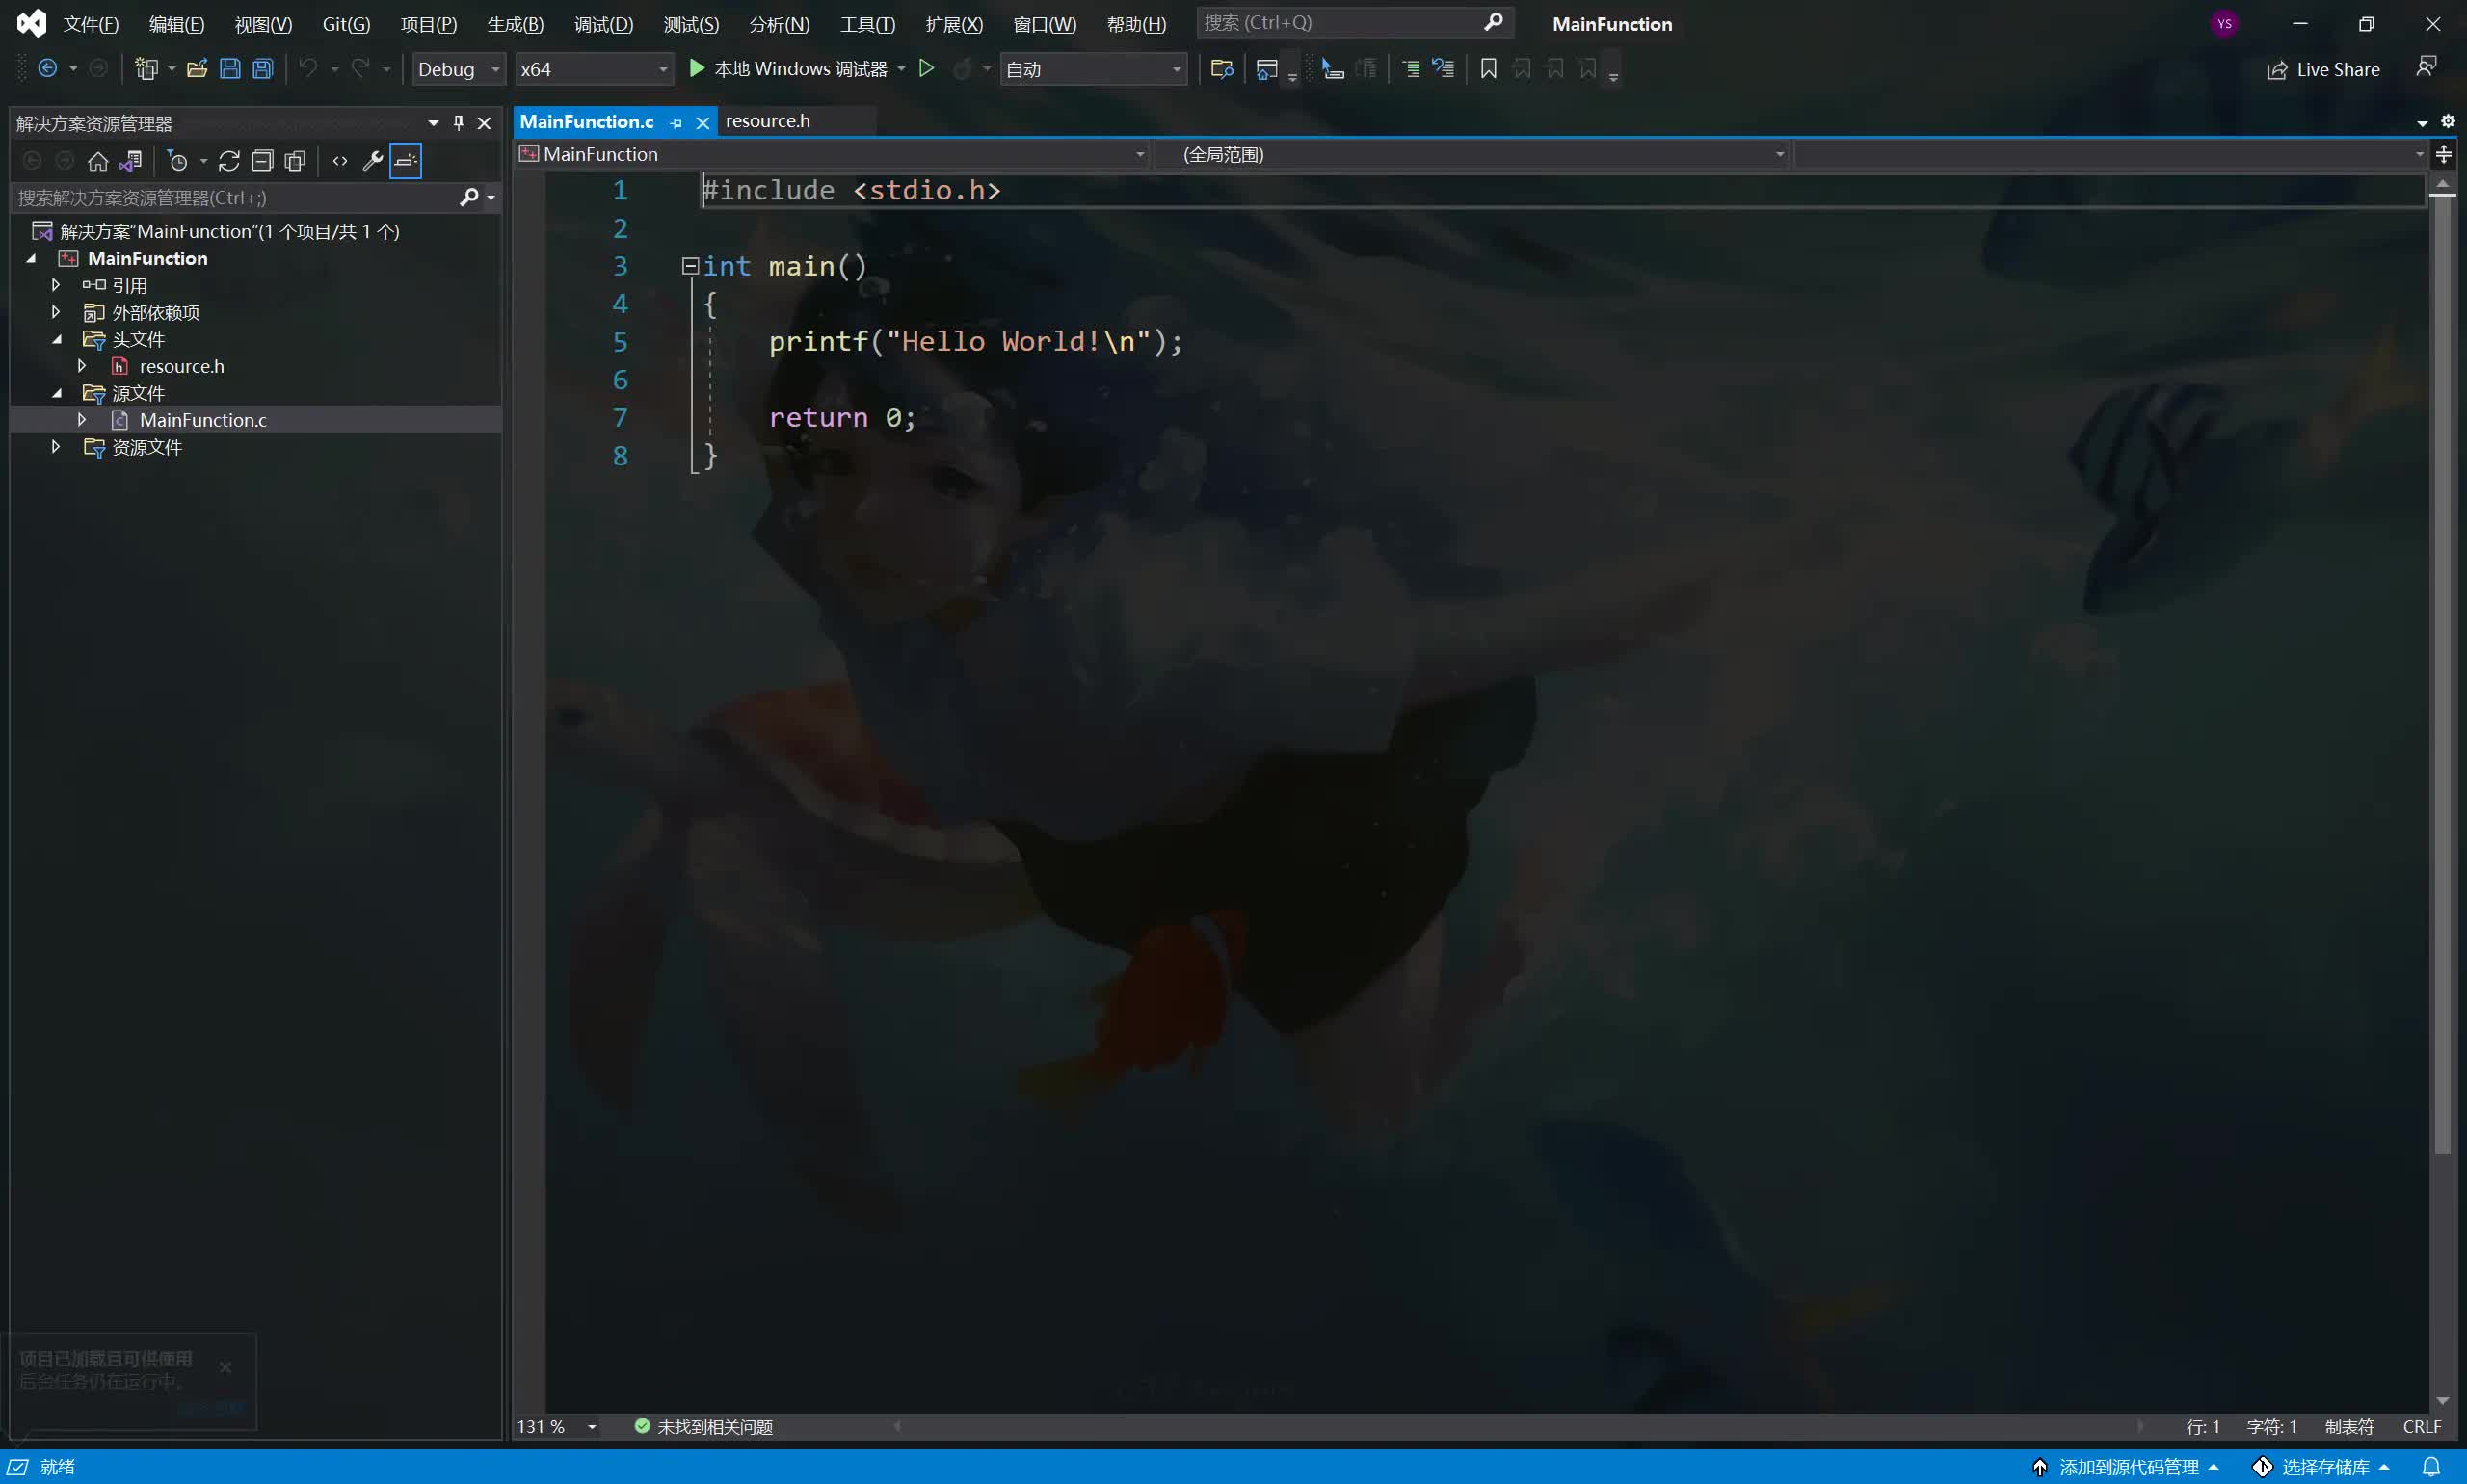 文件(F) 编辑(E) 视图(V) Git(G) 项目(P) 生成(B) 调试(D) 测试(S) 分析(N) 工具(T) 扩展(X) 窗口(W) 帮助(H) 搜索 (Ctrl+Q) MainFunction YS
Debug x64 本地 Windows 调试器 自动 Live Share
解决方案资源管理器
搜索解决方案资源管理器(Ctrl+;)
解决方案"MainFunction"(1 个项目/共 1 个)
MainFunction
引用
外部依赖项
头文件
resource.h
源文件
MainFunction.c
资源文件
项目已加载且可供使用
后台任务仍在运行中。
MainFunction.c resource.h
MainFunction (全局范围)
1 #include <stdio.h>
2
3 int main()
4 {
5 printf("Hello World!\n");
6
7 return 0;
8 }
131 % 未找到相关问题 行: 1 字符: 1 制表符 CRLF
就绪 添加到源代码管理 选择存储库